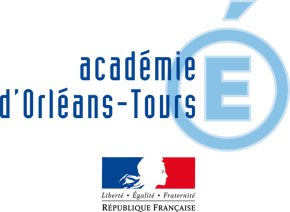 académie
d'Orléans-Tours
É
Liberté • Égalité • Fraternité
RÉPUBLIQUE FRANÇAISE